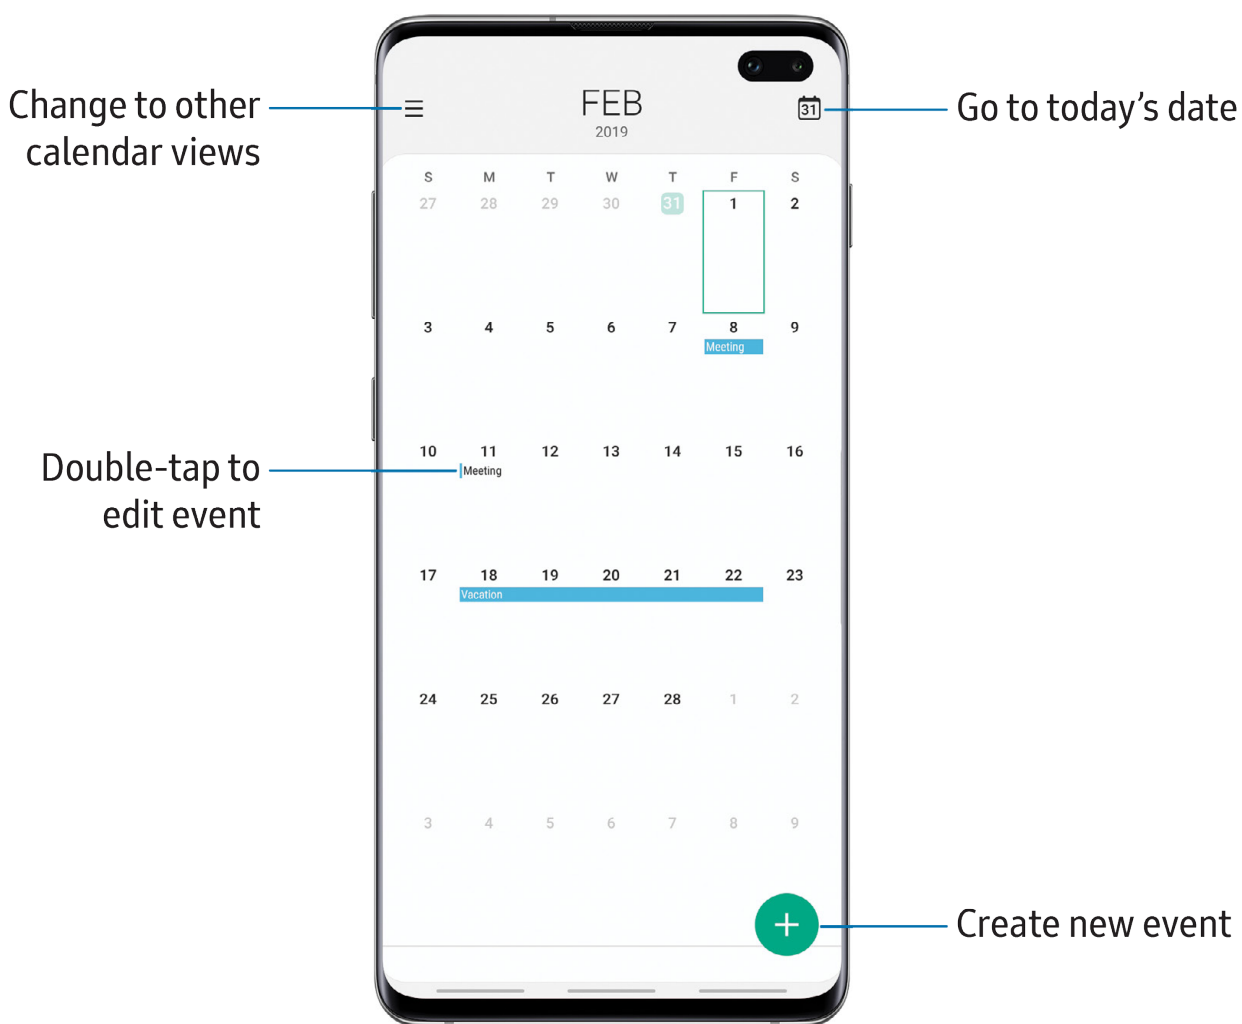 Change to other
calendar views
FEB
2019
31
Go to today's date
S M T W T F S
27 28 29 30 31 1 2
3 4 5 6 7 8 9
Meeting
10 11 12 13 14 15 16
Meeting
Double-tap to
edit event
17 18 19 20 21 22 23
Vacation
24 25 26 27 28 1 2
3 4 5 6 7 8 9
Create new event